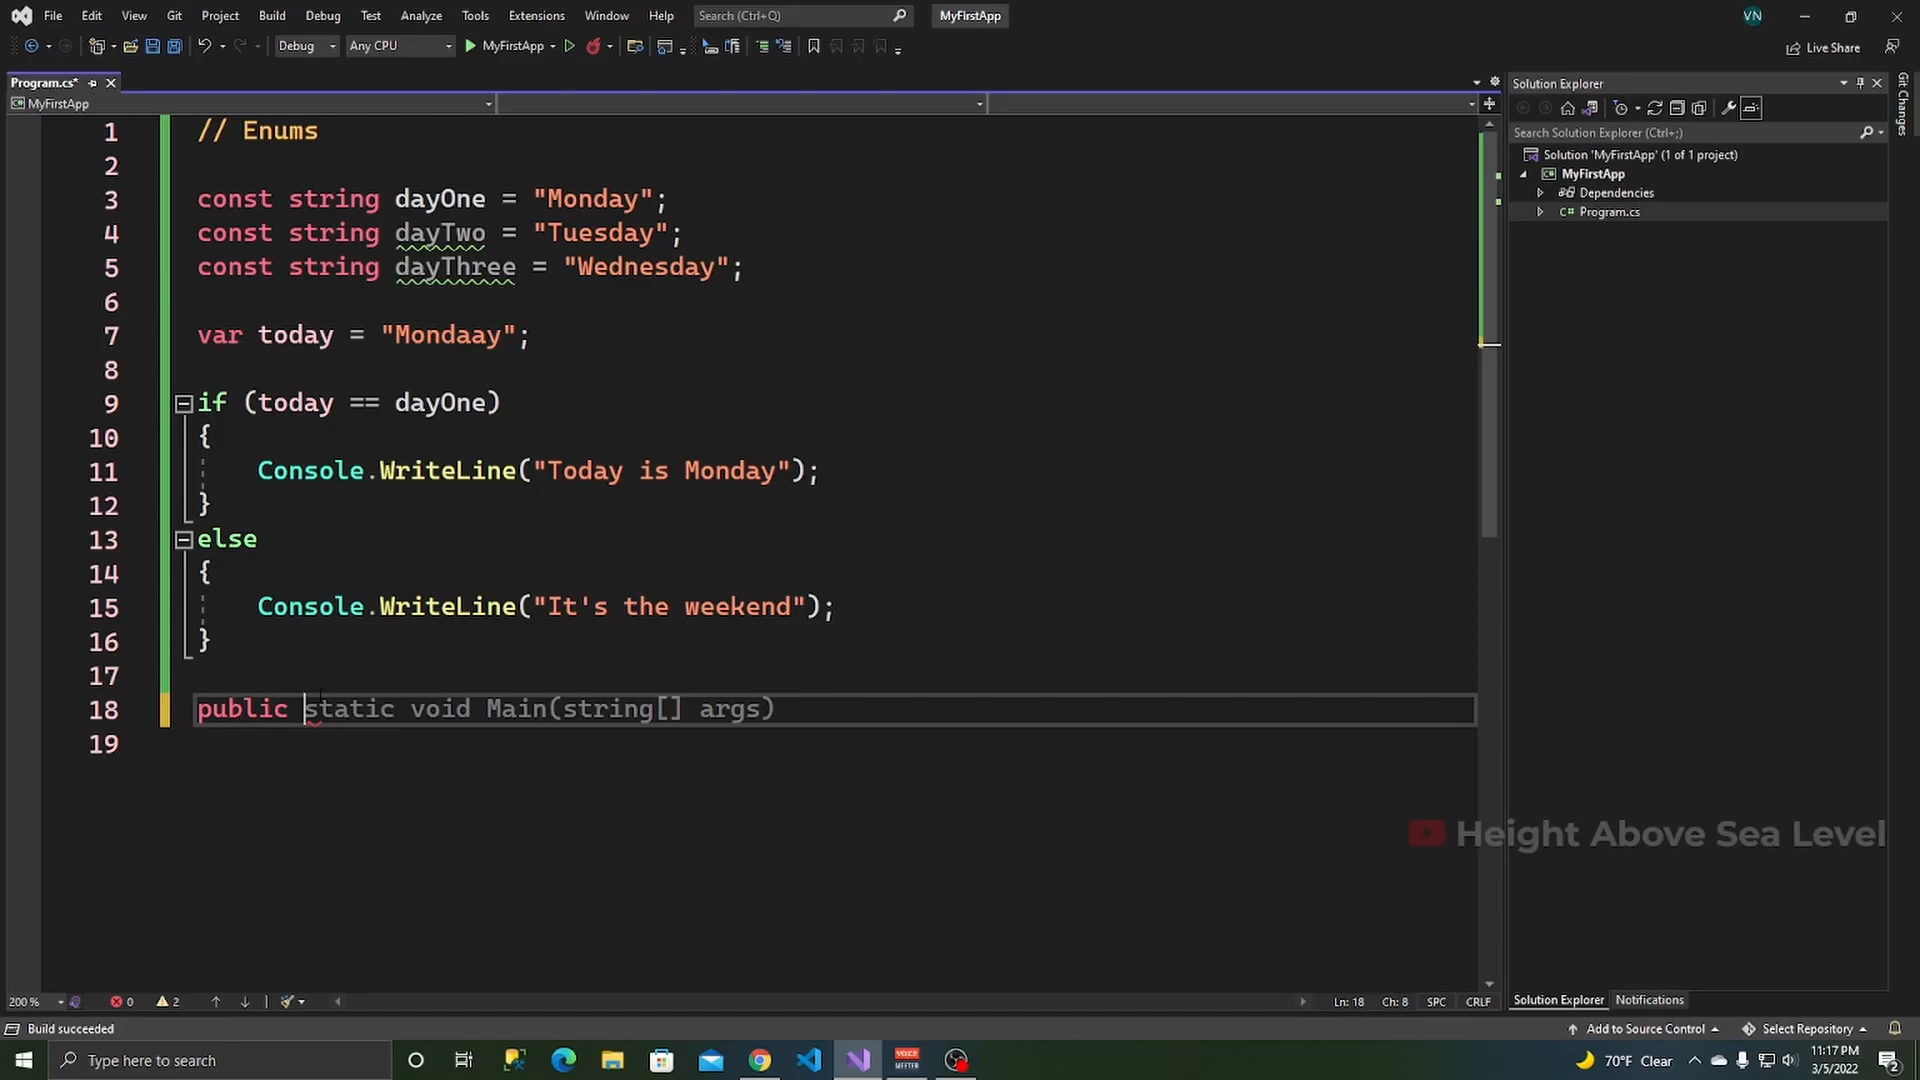 File Edit View Git Project Build Debug Test Analyze Tools Extensions Window Help Search (Ctrl+Q) MyFirstApp VN
Debug Any CPU MyFirstApp Live Share
Program.cs*
MyFirstApp
1 // Enums
2
3 const string dayOne = "Monday";
4 const string dayTwo = "Tuesday";
5 const string dayThree = "Wednesday";
6
7 var today = "Mondaay";
8
9 if (today == dayOne)
10 {
11 Console.WriteLine("Today is Monday");
12 }
13 else
14 {
15 Console.WriteLine("It's the weekend");
16 }
17
18 public static void Main(string[] args)
19
Solution Explorer
Search Solution Explorer (Ctrl+;)
Solution 'MyFirstApp' (1 of 1 project)
MyFirstApp
Dependencies
C# Program.cs
Git Changes
Height Above Sea Level
200 % 0 2 Ln: 18 Ch: 8 SPC CRLF
Solution Explorer Notifications
Build succeeded Add to Source Control Select Repository
Type here to search VOICE MEETER 70°F Clear 11:17 PM
3/5/2022 2